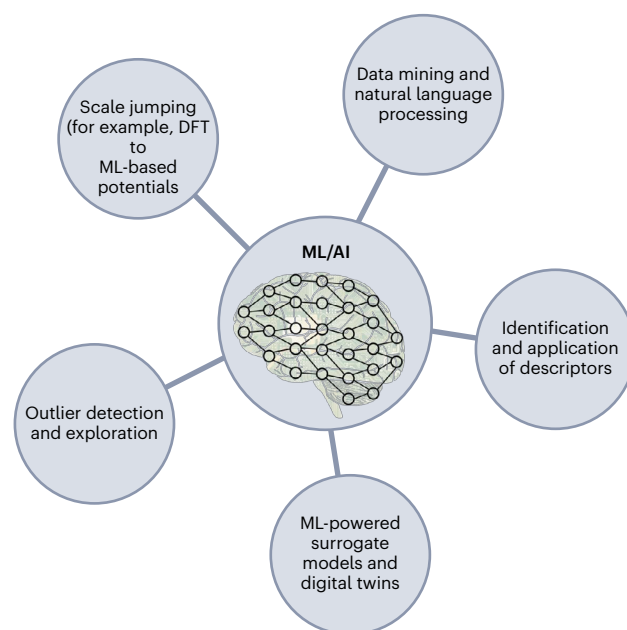 Scale jumping
(for example, DFT
to
ML-based
potentials
Data mining and
natural language
processing
ML/AI
Identification
and application
of descriptors
Outlier detection
and exploration
ML-powered
surrogate
models and
digital twins